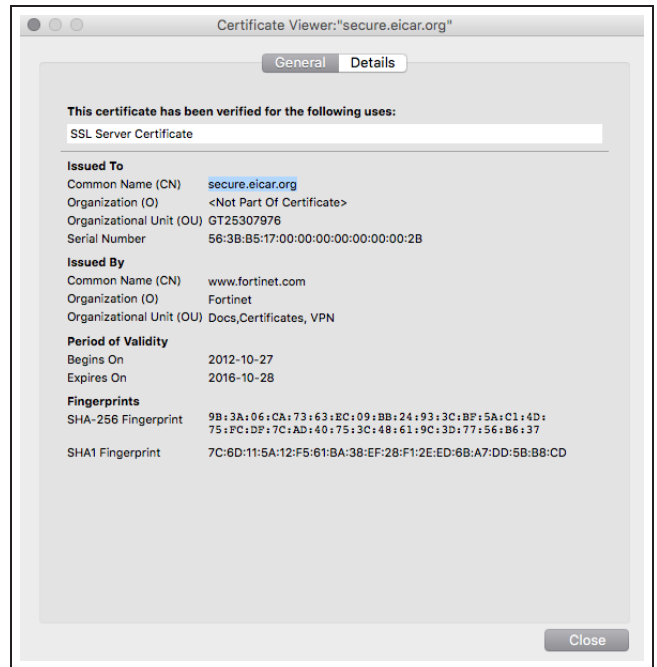 Certificate Viewer:"secure.eicar.org"
General Details
This certificate has been verified for the following uses:
SSL Server Certificate
Issued To
Common Name (CN) secure.eicar.org
Organization (O) <Not Part Of Certificate>
Organizational Unit (OU) GT25307976
Serial Number 56:3B:B5:17:00:00:00:00:00:00:00:2B
Issued By
Common Name (CN) www.fortinet.com
Organization (O) Fortinet
Organizational Unit (OU) Docs,Certificates, VPN
Period of Validity
Begins On 2012-10-27
Expires On 2016-10-28
Fingerprints
SHA-256 Fingerprint 9B:3A:06:CA:73:63:EC:09:BB:24:93:3C:BF:5A:C1:4D:
75:FC:DF:7C:AD:40:75:3C:48:61:9C:3D:77:56:B6:37
SHA1 Fingerprint 7C:6D:11:5A:12:F5:61:BA:38:EF:28:F1:2E:ED:6B:A7:DD:5B:B8:CD
Close